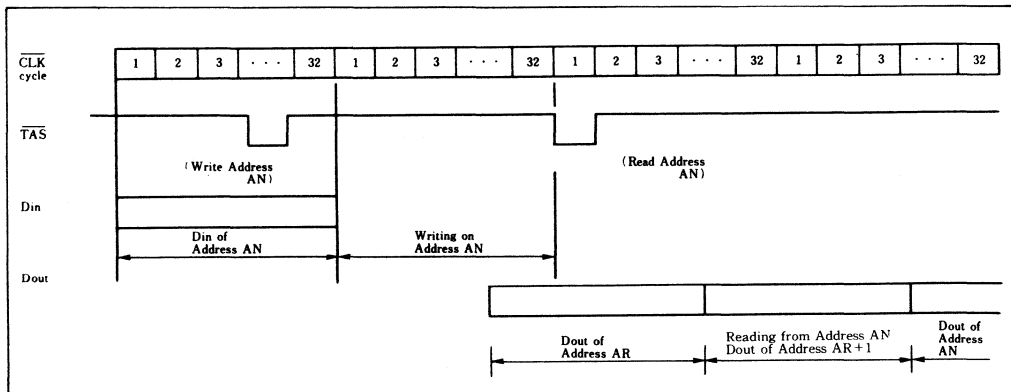 CLK
cycle
1 2 3 · · · 32 1 2 3 · · · 32 1 2 3 · · · 32 1 2 3 · · · 32
TAS
(Write Address
AN)
(Read Address
AN)
Din
Din of
Address AN
Writing on
Address AN
Dout
Dout of
Address AR
Reading from Address AN
Dout of Address AR+1
Dout of
Address
AN